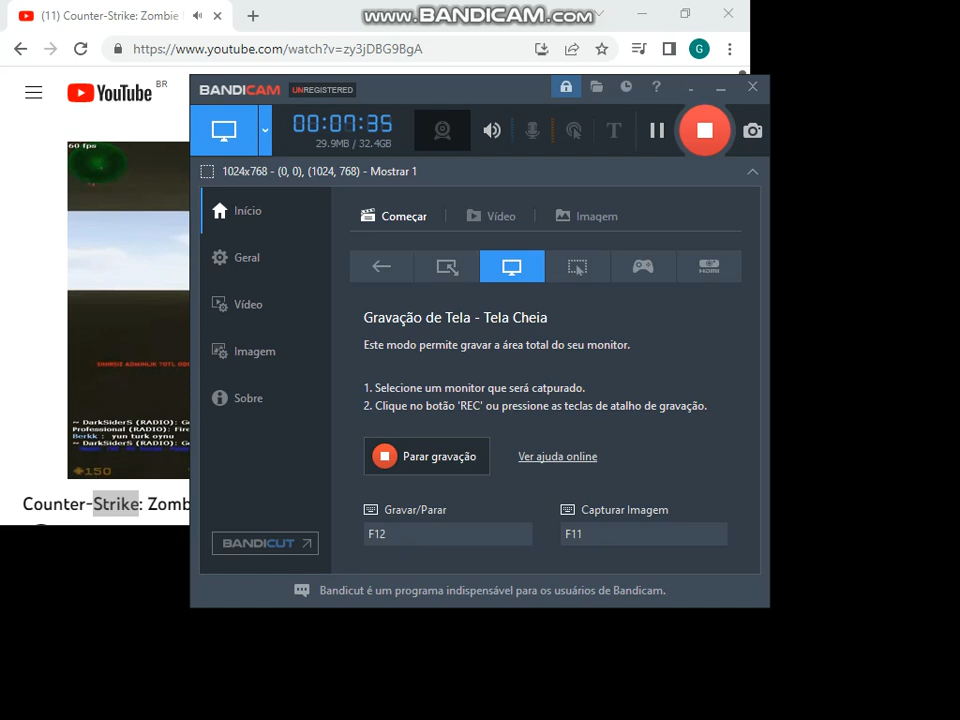 (11) Counter-Strike: Zombie
www.BANDICAM.com
https://www.youtube.com/watch?v=zy3jDBG9BgA
G
YouTube BR
BANDICAM UNREGISTERED
00:07:35
29.9MB / 32.4GB
1024x768 - (0, 0), (1024, 768) - Mostrar 1
Início
Geral
Vídeo
Imagem
Sobre
BANDICUT
Começar
Vídeo
Imagem
HDMI
Gravação de Tela - Tela Cheia
Este modo permite gravar a área total do seu monitor.
1. Selecione um monitor que será catpurado.
2. Clique no botão 'REC' ou pressione as teclas de atalho de gravação.
Parar gravação
Ver ajuda online
Gravar/Parar
F12
Capturar Imagem
F11
Bandicut é um programa indispensável para os usuários de Bandicam.
60 fps
~ DarkSiderS (RADIO): G
Professional (RADIO): Fire
Berkk : yun turk oynu
~ DarkSiderS (RADIO): G
150
Counter-Strike: Zomb